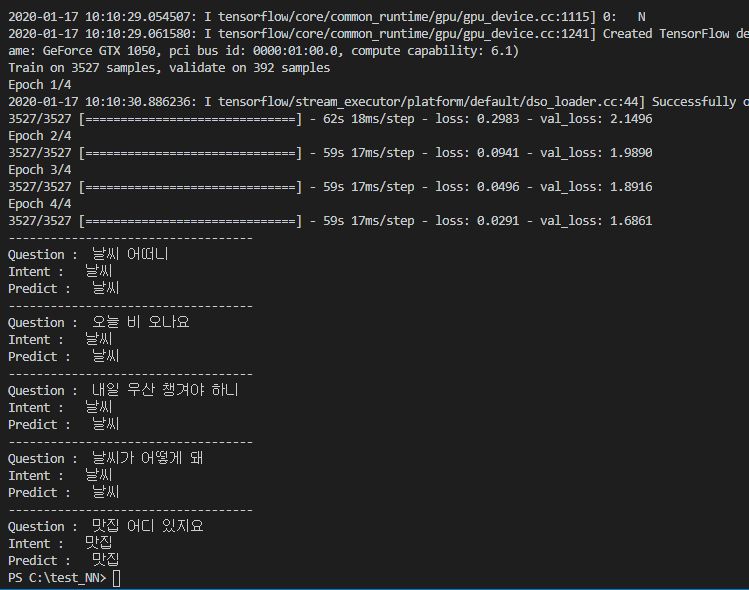 2020-01-17 10:10:29.054507: I tensorflow/core/common_runtime/gpu/gpu_device.cc:1115] 0:   N
2020-01-17 10:10:29.061580: I tensorflow/core/common_runtime/gpu/gpu_device.cc:1241] Created TensorFlow de
ame: GeForce GTX 1050, pci bus id: 0000:01:00.0, compute capability: 6.1)
Train on 3527 samples, validate on 392 samples
Epoch 1/4
2020-01-17 10:10:30.886236: I tensorflow/stream_executor/platform/default/dso_loader.cc:44] Successfully o
3527/3527 [==============================] - 62s 18ms/step - loss: 0.2983 - val_loss: 2.1496
Epoch 2/4
3527/3527 [==============================] - 59s 17ms/step - loss: 0.0941 - val_loss: 1.9890
Epoch 3/4
3527/3527 [==============================] - 59s 17ms/step - loss: 0.0496 - val_loss: 1.8916
Epoch 4/4
3527/3527 [==============================] - 59s 17ms/step - loss: 0.0291 - val_loss: 1.6861
-----------------------------------
Question :  날씨 어떠니
Intent :   날씨
Predict :   날씨
-----------------------------------
Question :  오늘 비 오나요
Intent :   날씨
Predict :   날씨
-----------------------------------
Question :  내일 우산 챙겨야 하니
Intent :   날씨
Predict :   날씨
-----------------------------------
Question :  날씨가 어떻게 돼
Intent :   날씨
Predict :   날씨
-----------------------------------
Question :  맛집 어디 있지요
Intent :   맛집
Predict :   맛집
PS C:\test_NN>